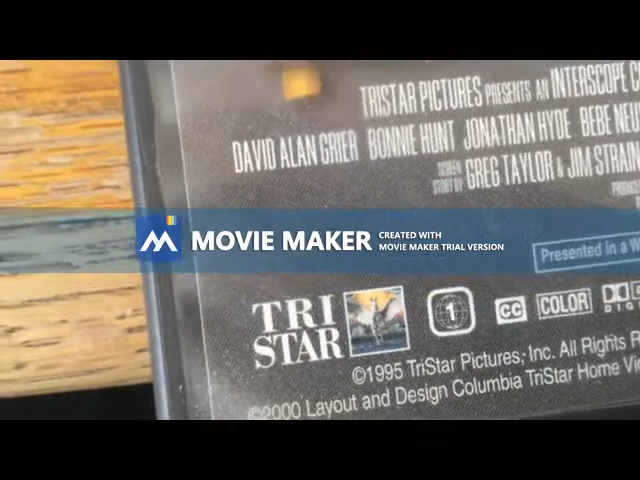 TRISTAR PICTURES PRESENTS AN INTERSCOPE
DAVID ALAN GRIER BONNIE HUNT JONATHAN HYDE BEBE
SCREEN
STORY BY GREG TAYLOR & JIM
MOVIE MAKER
CREATED WITH
MOVIE MAKER TRIAL VERSION
Presented in a
TRI
STAR
1
CC
COLOR
©1995 TriStar Pictures, Inc. All Rights
©2000 Layout and Design Columbia TriStar Home